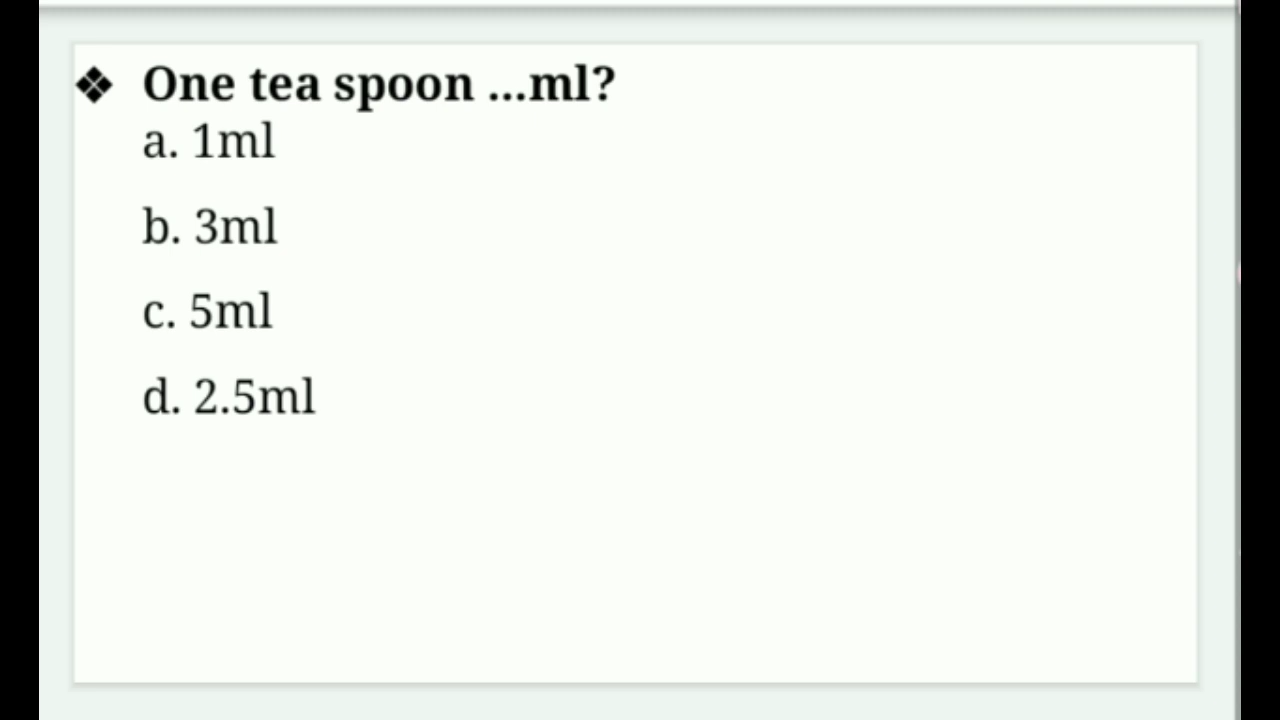 ❖ One tea spoon ...ml?
a. 1ml
b. 3ml
c. 5ml
d. 2.5ml